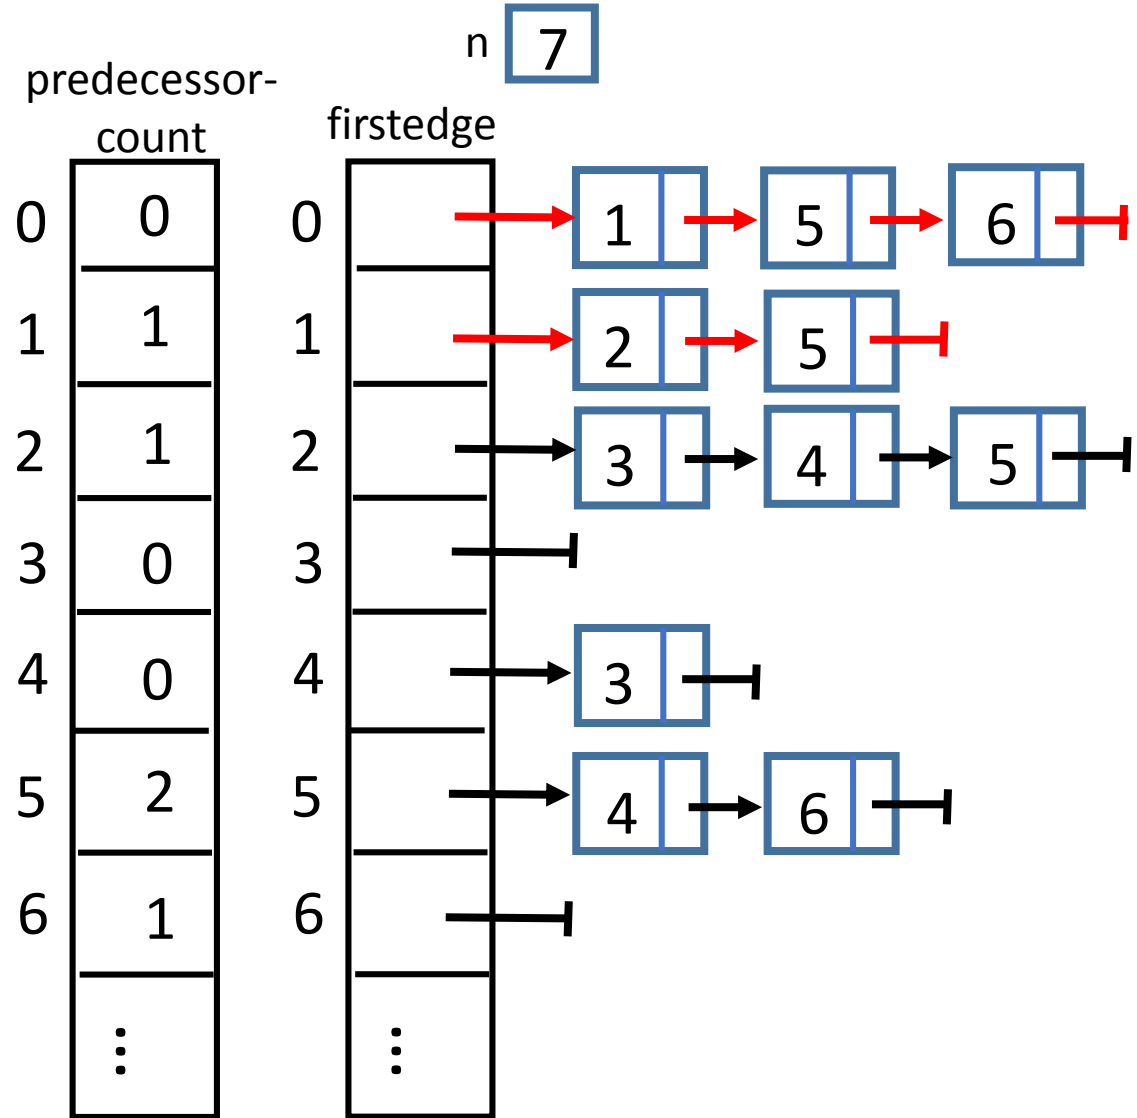 n 7
predecessor-
count
firstedge
0 0 0 1 5 6
1 1 1 2 5
2 1 2 3 4 5
3 0 3
4 0 4 3
5 2 5 4 6
6 1 6
⋮ ⋮